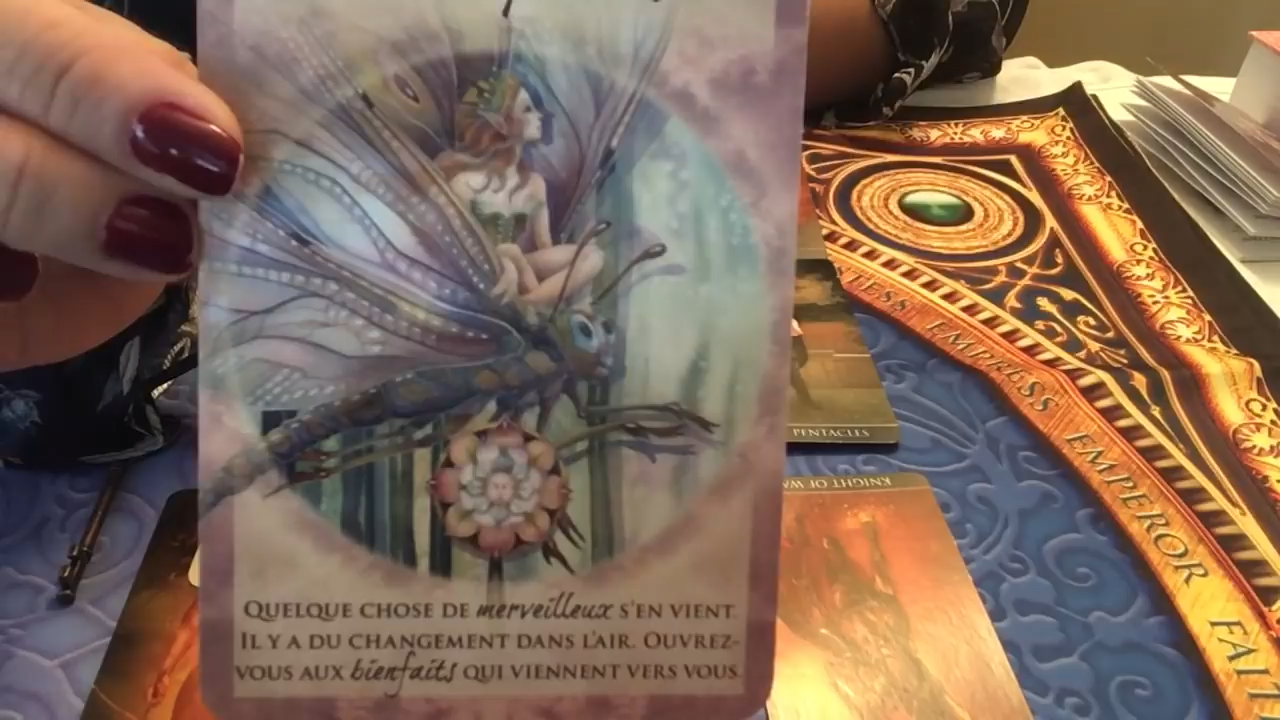 QUELQUE CHOSE DE merveilleux S'EN VIENT.
IL Y A DU CHANGEMENT DANS L'AIR. OUVREZ-
VOUS AUX bienfaits QUI VIENNENT VERS VOUS.
PENTACLES
KNIGHT OF
EMPRESS
EMPEROR